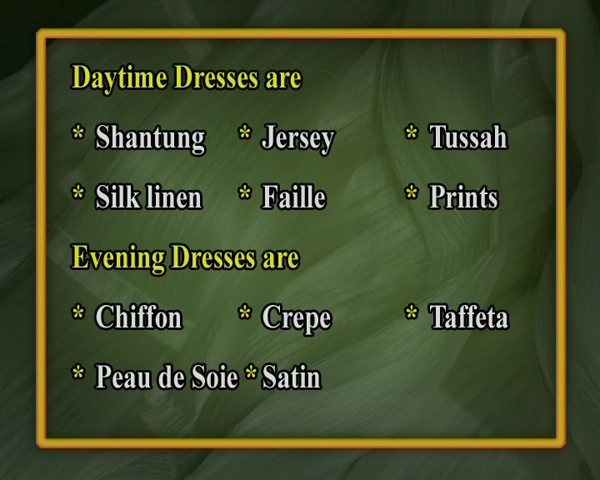 Daytime Dresses are
* Shantung * Jersey * Tussah
* Silk linen * Faille * Prints
Evening Dresses are
* Chiffon * Crepe * Taffeta
* Peau de Soie * Satin